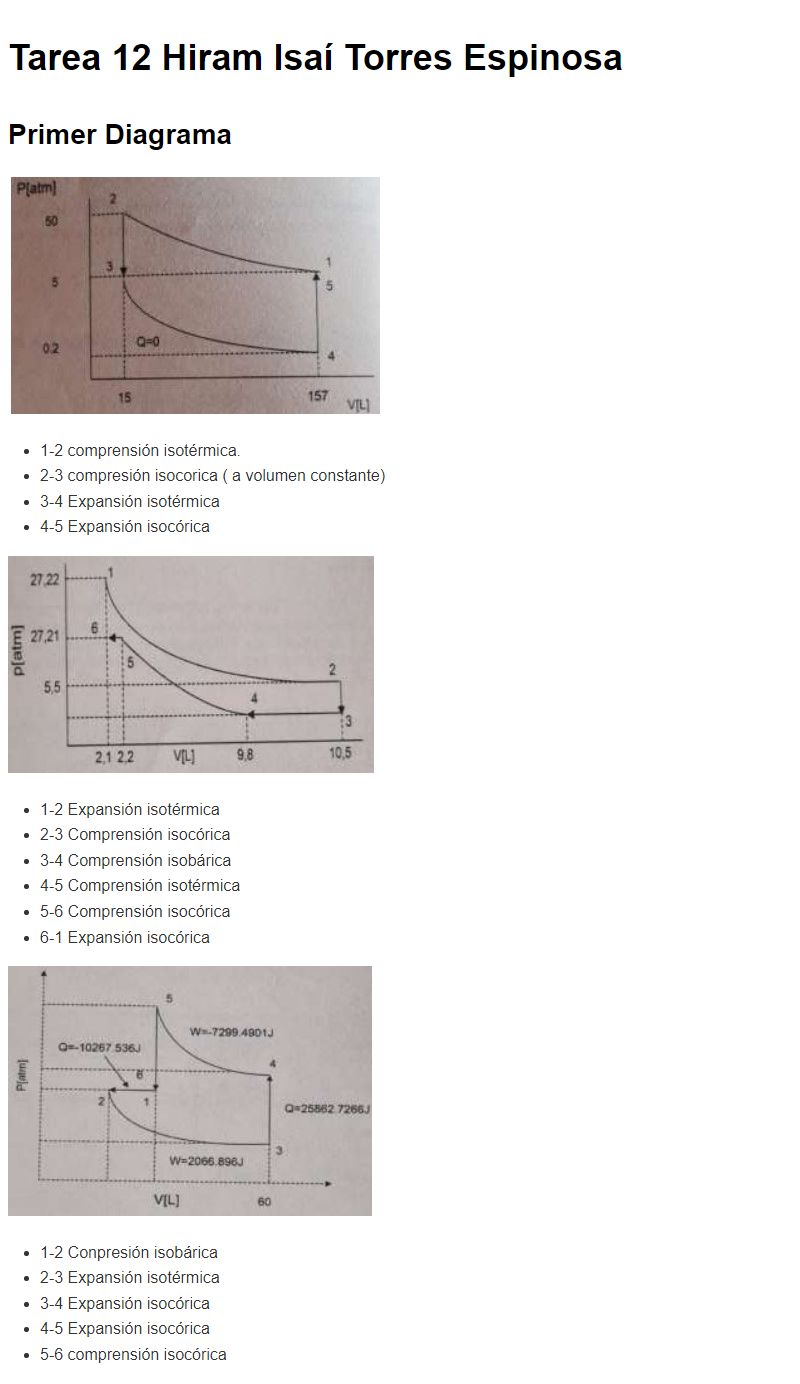 Tarea 12 Hiram Isaí Torres Espinosa
Primer Diagrama
P[atm]
2
50
1
3
5
5
Q=0
0.2
4
15
157
V[L]
1-2 comprensión isotérmica.
2-3 compresión isocorica ( a volumen constante)
3-4 Expansión isotérmica
4-5 Expansión isocórica
1
27,22
6
27,21
p[atm]
5
2
5,5
4
3
2,1 2,2
V[L]
9,8
10,5
1-2 Expansión isotérmica
2-3 Comprensión isocórica
3-4 Comprensión isobárica
4-5 Comprensión isotérmica
5-6 Comprensión isocórica
6-1 Expansión isocórica
5
W=-7299.4901J
Q=-10267.536J
4
6
P[atm]
2
1
Q=25862.7266J
3
W=2066.896J
V[L]
60
1-2 Conpresión isobárica
2-3 Expansión isotérmica
3-4 Expansión isocórica
4-5 Expansión isocórica
5-6 comprensión isocórica